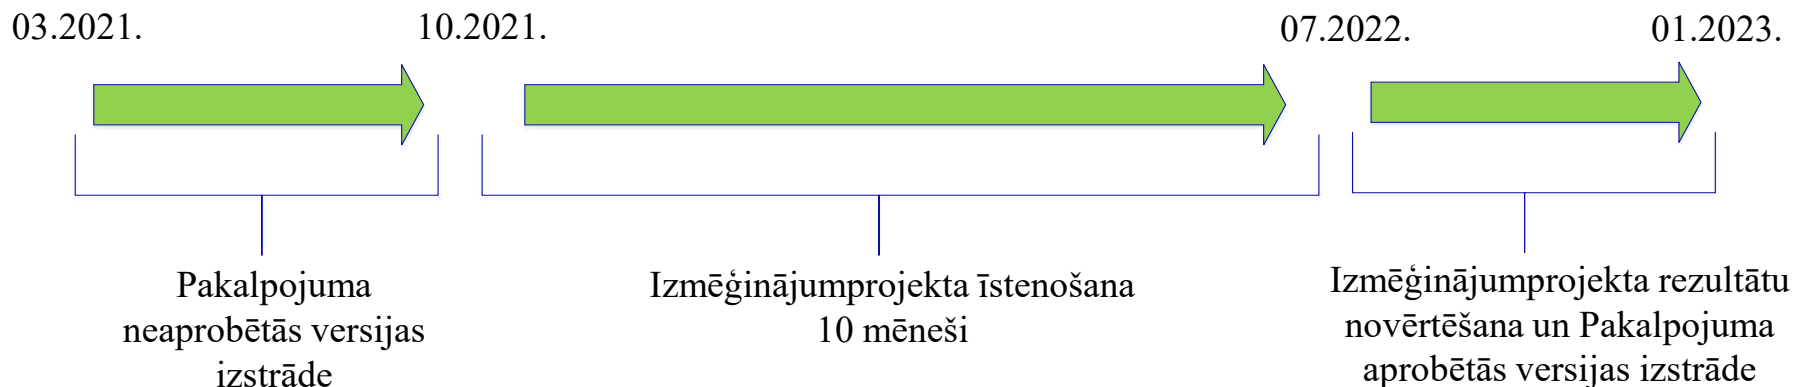 03.2021.
10.2021.
07.2022.
01.2023.
Pakalpojuma
neaprobētās versijas
izstrāde
Izmēģinājumprojekta īstenošana
10 mēneši
Izmēģinājumprojekta rezultātu
novērtēšana un Pakalpojuma
aprobētās versijas izstrāde